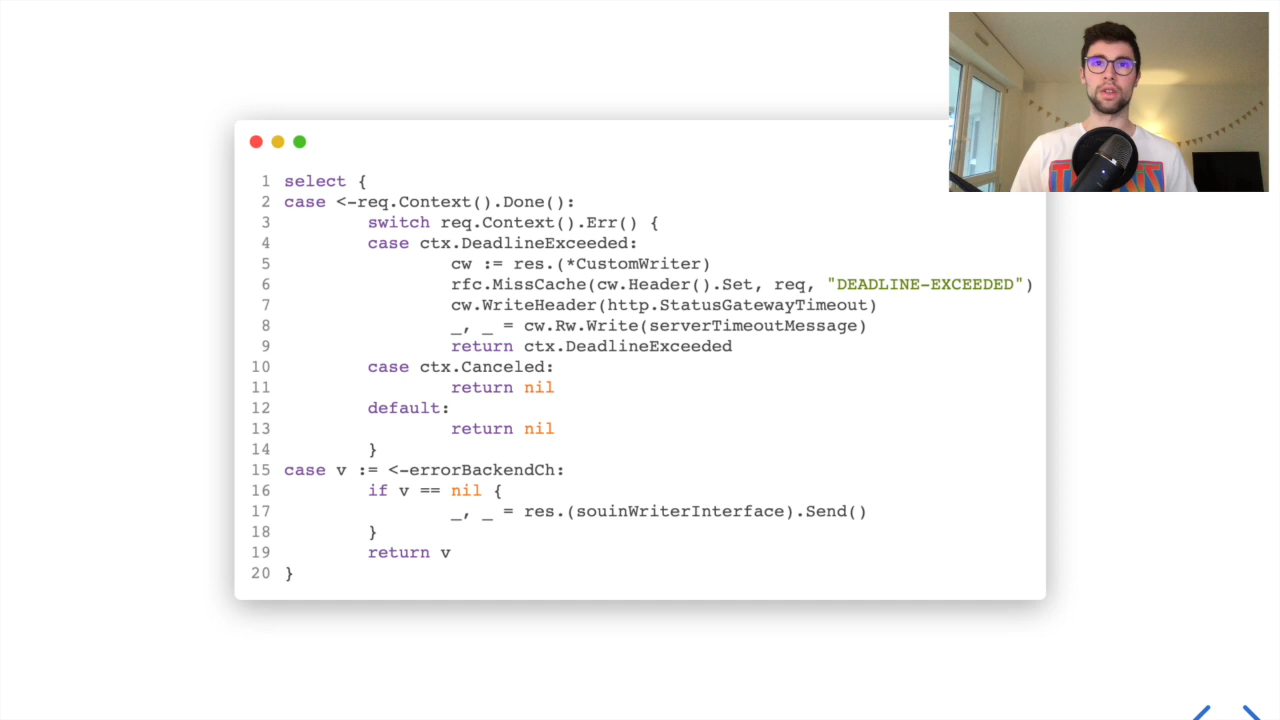 1 select {
2 case <-req.Context().Done():
3 switch req.Context().Err() {
4 case ctx.DeadlineExceeded:
5 cw := res.(*CustomWriter)
6 rfc.MissCache(cw.Header().Set, req, "DEADLINE-EXCEEDED")
7 cw.WriteHeader(http.StatusGatewayTimeout)
8 _, _ = cw.Rw.Write(serverTimeoutMessage)
9 return ctx.DeadlineExceeded
10 case ctx.Canceled:
11 return nil
12 default:
13 return nil
14 }
15 case v := <-errorBackendCh:
16 if v == nil {
17 _, _ = res.(souinWriterInterface).Send()
18 }
19 return v
20 }